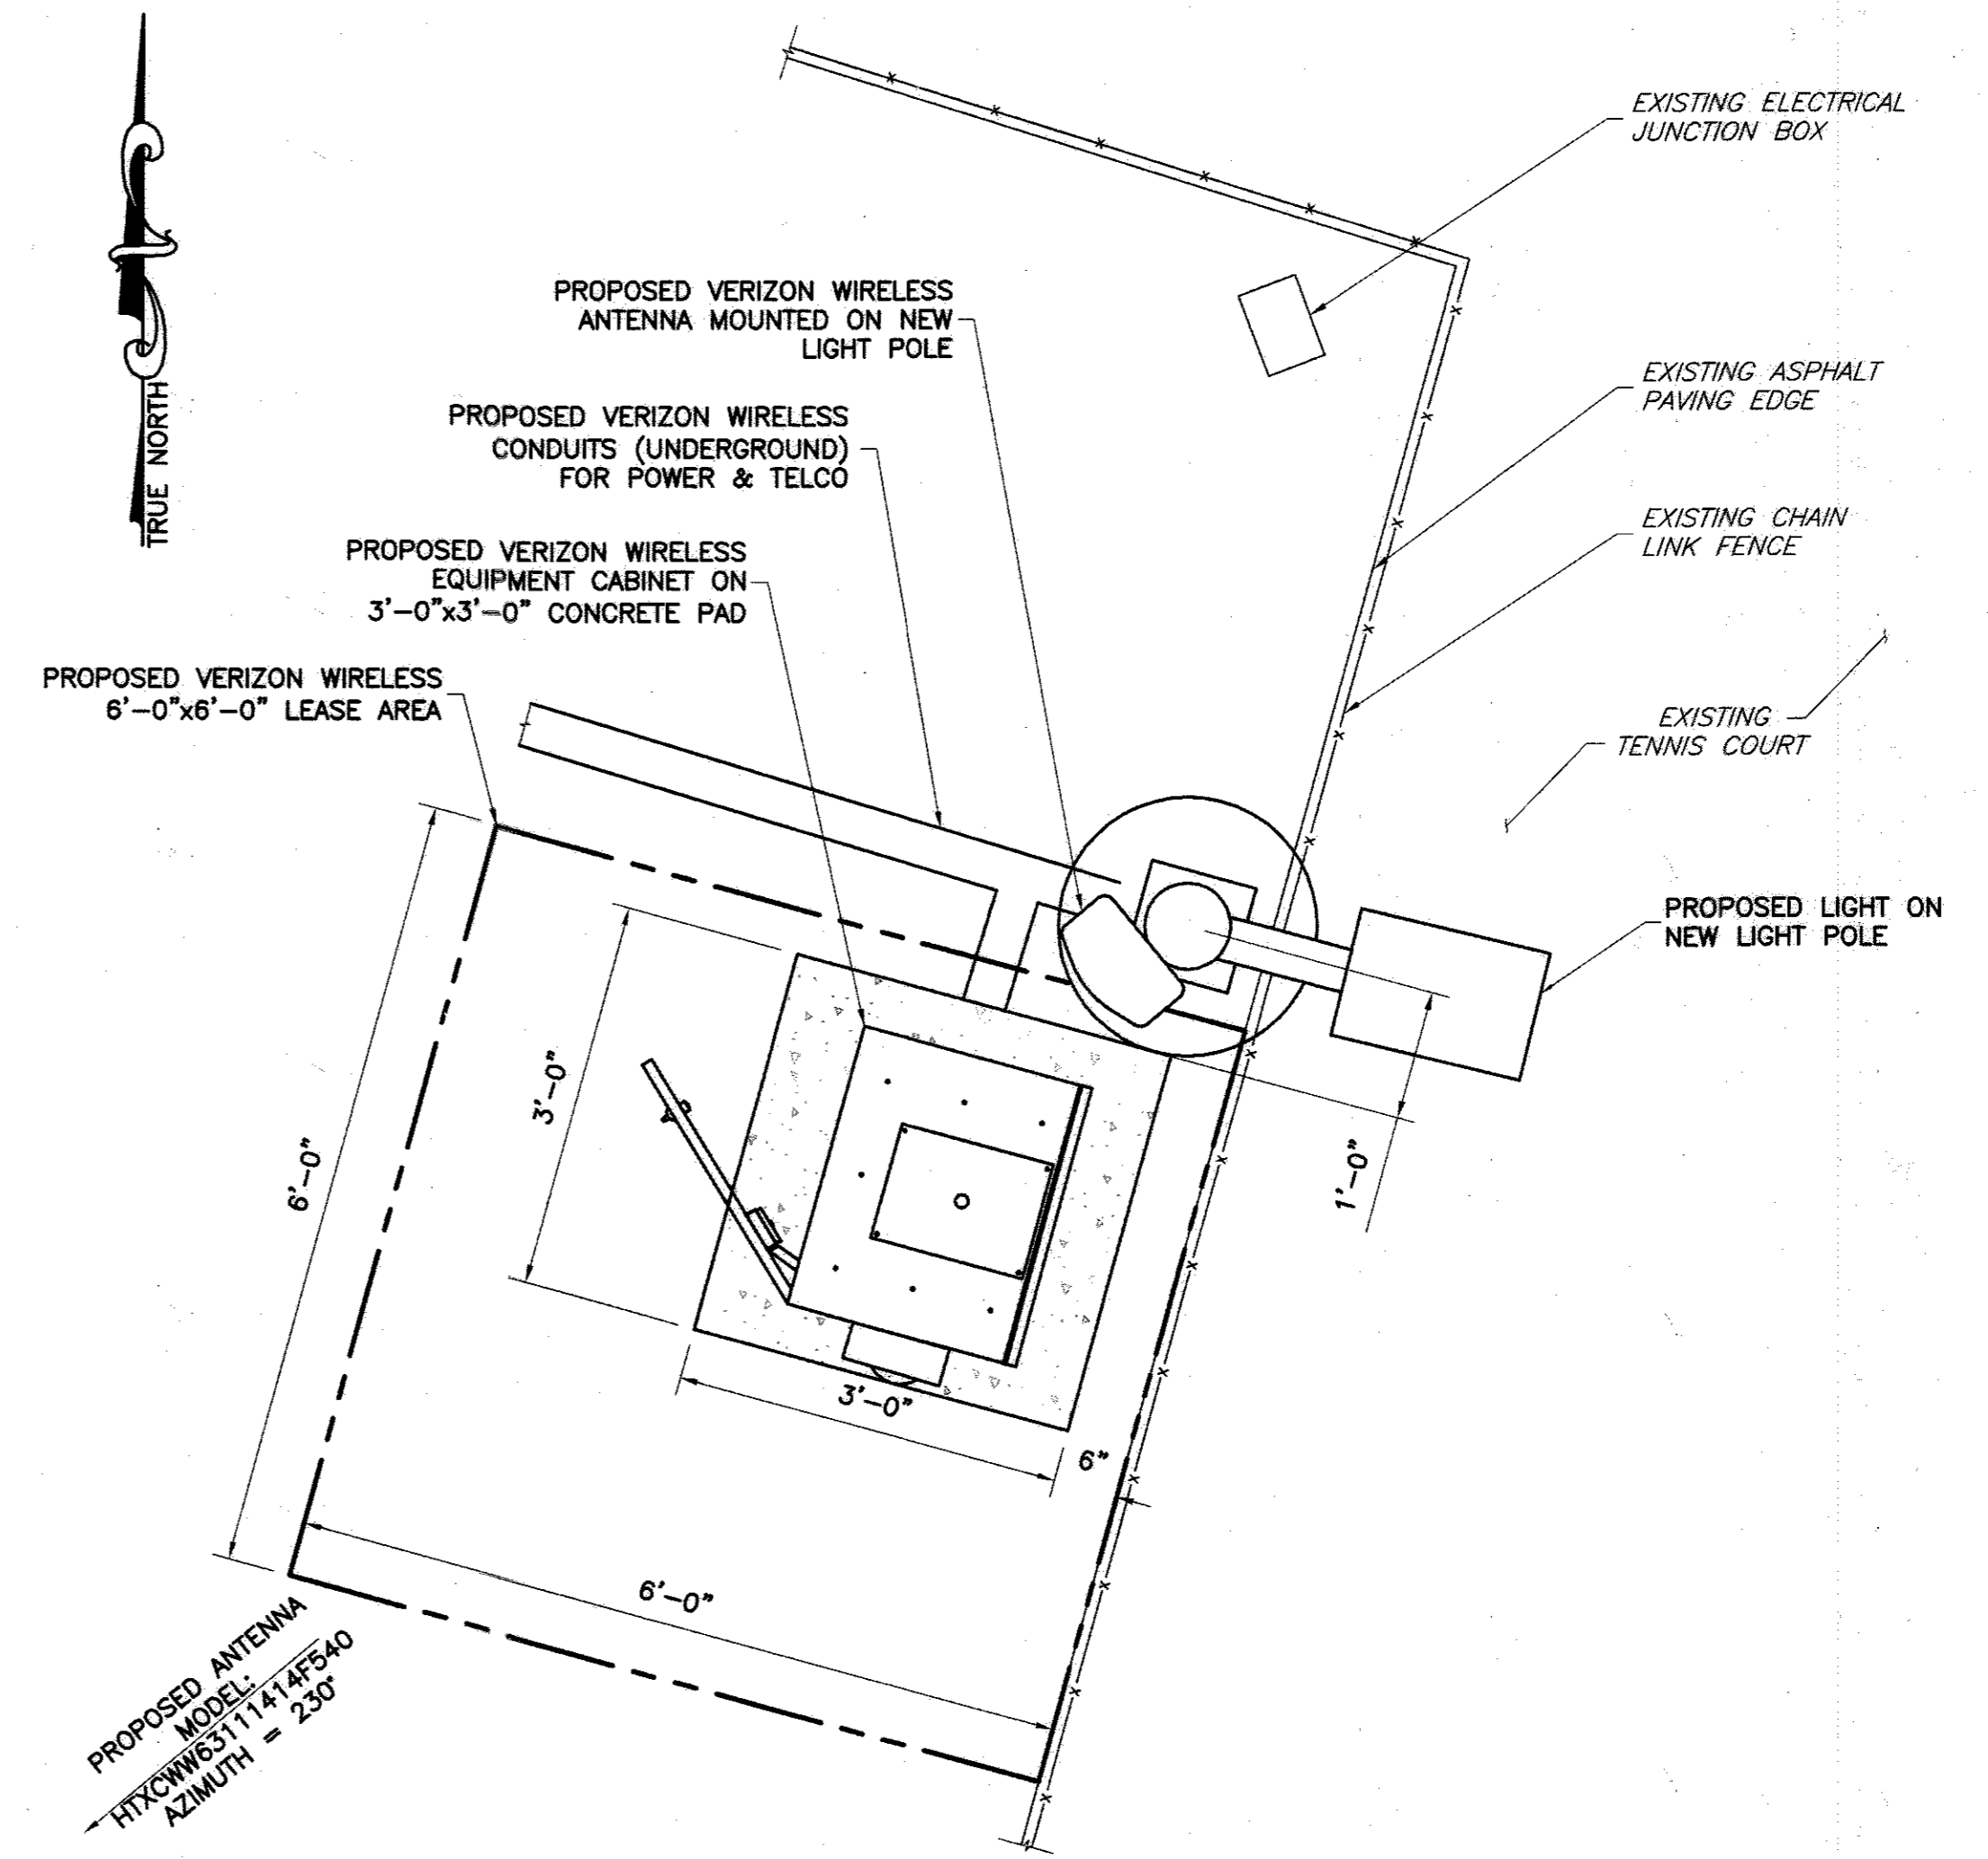 EXISTING ELECTRICAL
JUNCTION BOX
PROPOSED VERIZON WIRELESS
ANTENNA MOUNTED ON NEW
LIGHT POLE
TRUE NORTH
EXISTING ASPHALT
PAVING EDGE
PROPOSED VERIZON WIRELESS
CONDUITS (UNDERGROUND)
FOR POWER & TELCO
EXISTING CHAIN
LINK FENCE
PROPOSED VERIZON WIRELESS
EQUIPMENT CABINET ON
3'-0"x3'-0" CONCRETE PAD
PROPOSED VERIZON WIRELESS
6'-0"x6'-0" LEASE AREA
EXISTING
TENNIS COURT
PROPOSED LIGHT ON
NEW LIGHT POLE
3'-0"
6'-0"
1'-0"
3'-0"
6"
6'-0"
PROPOSED ANTENNA
MODEL:
HTXCWW63111414F540
AZIMUTH = 230°